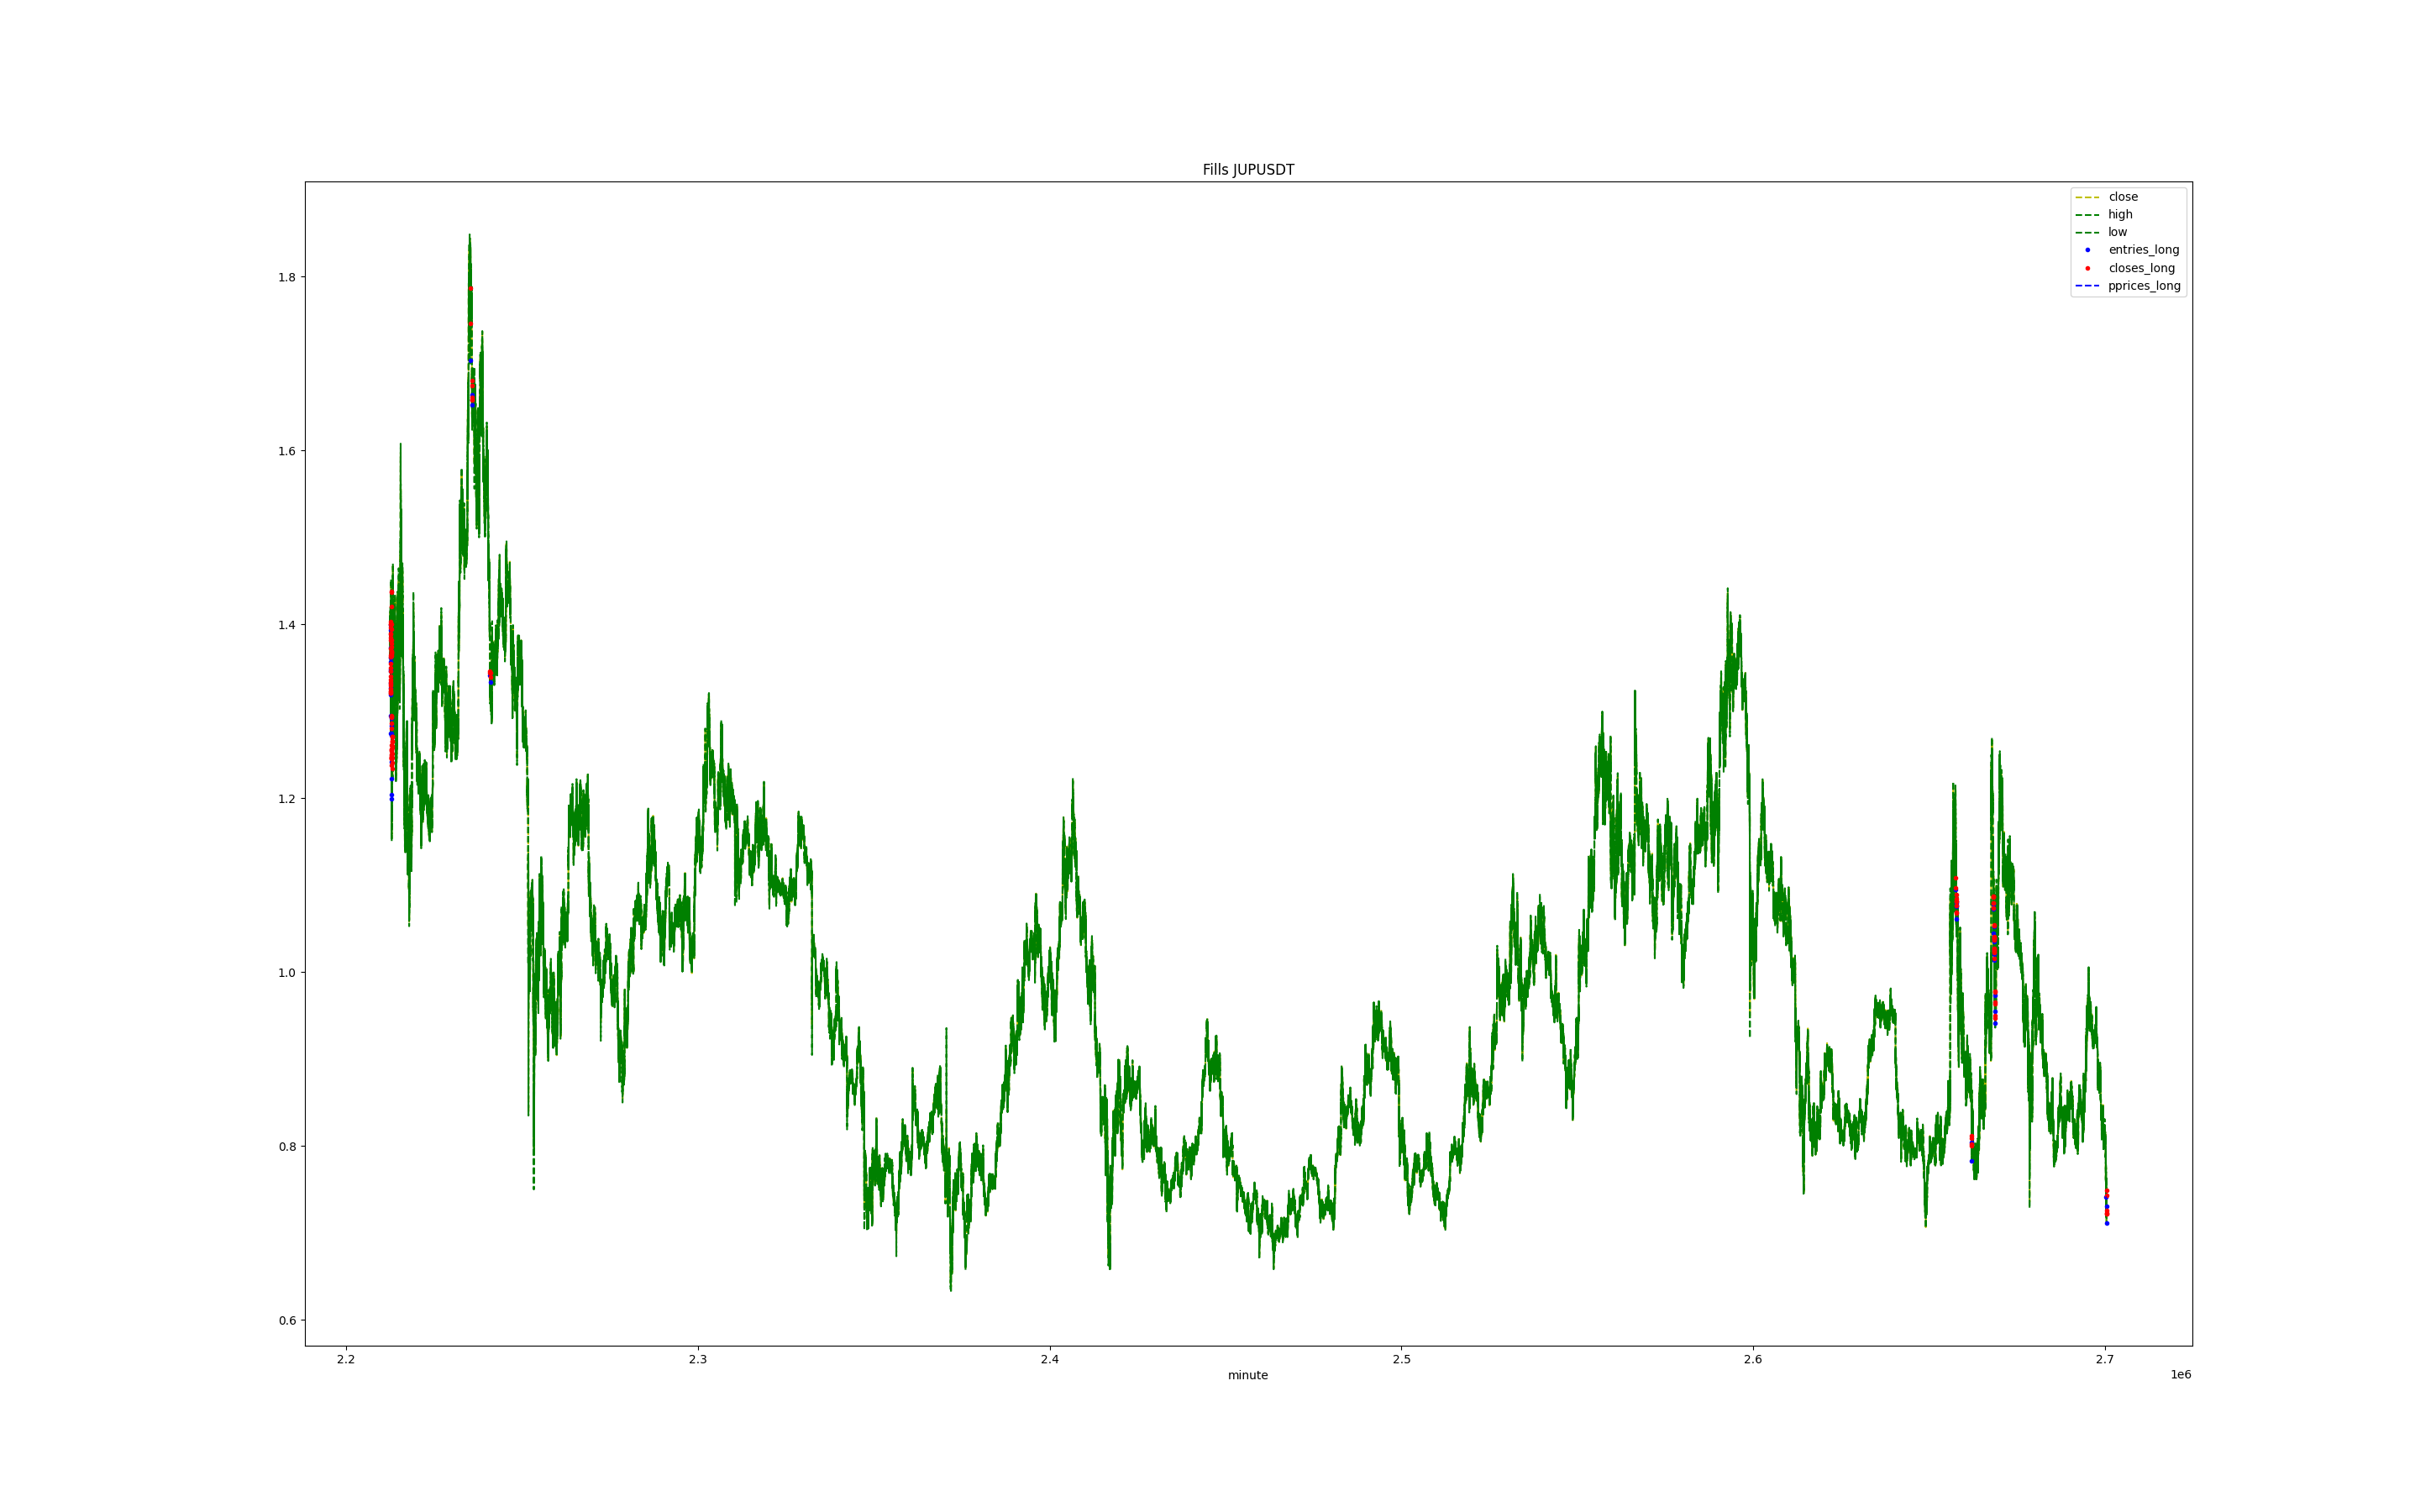 Fills JUPUSDT
close
high
low
entries_long
closes_long
pprices_long
1.8
1.6
1.4
1.2
1.0
0.8
0.6
2.2
2.3
2.4
2.5
2.6
2.7
minute
1e6